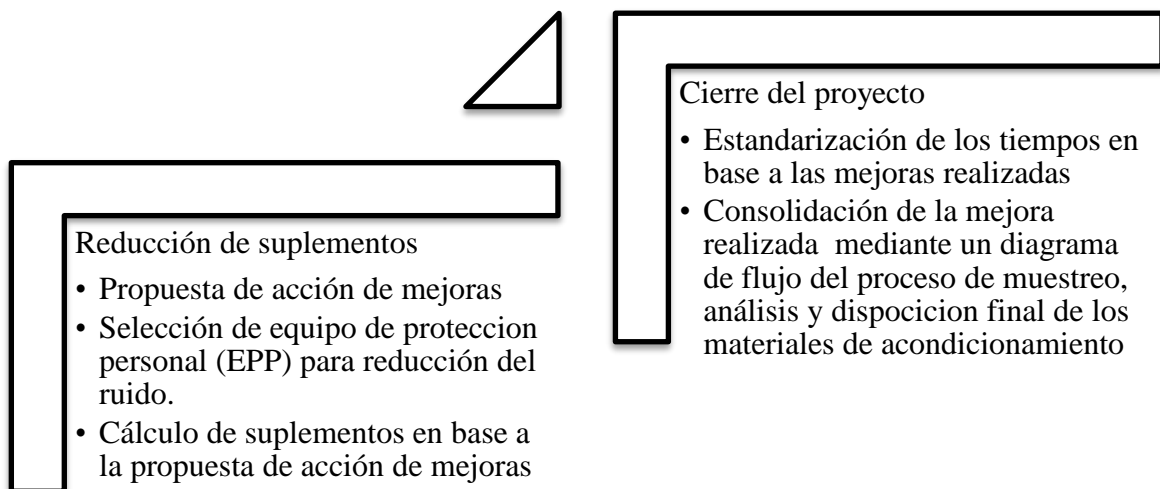 Reducción de suplementos
• Propuesta de acción de mejoras
• Selección de equipo de proteccion
personal (EPP) para reducción del
ruido.
• Cálculo de suplementos en base a
la propuesta de acción de mejoras
Cierre del proyecto
• Estandarización de los tiempos en
base a las mejoras realizadas
• Consolidación de la mejora
realizada mediante un diagrama
de flujo del proceso de muestreo,
análisis y dispocicion final de los
materiales de acondicionamiento